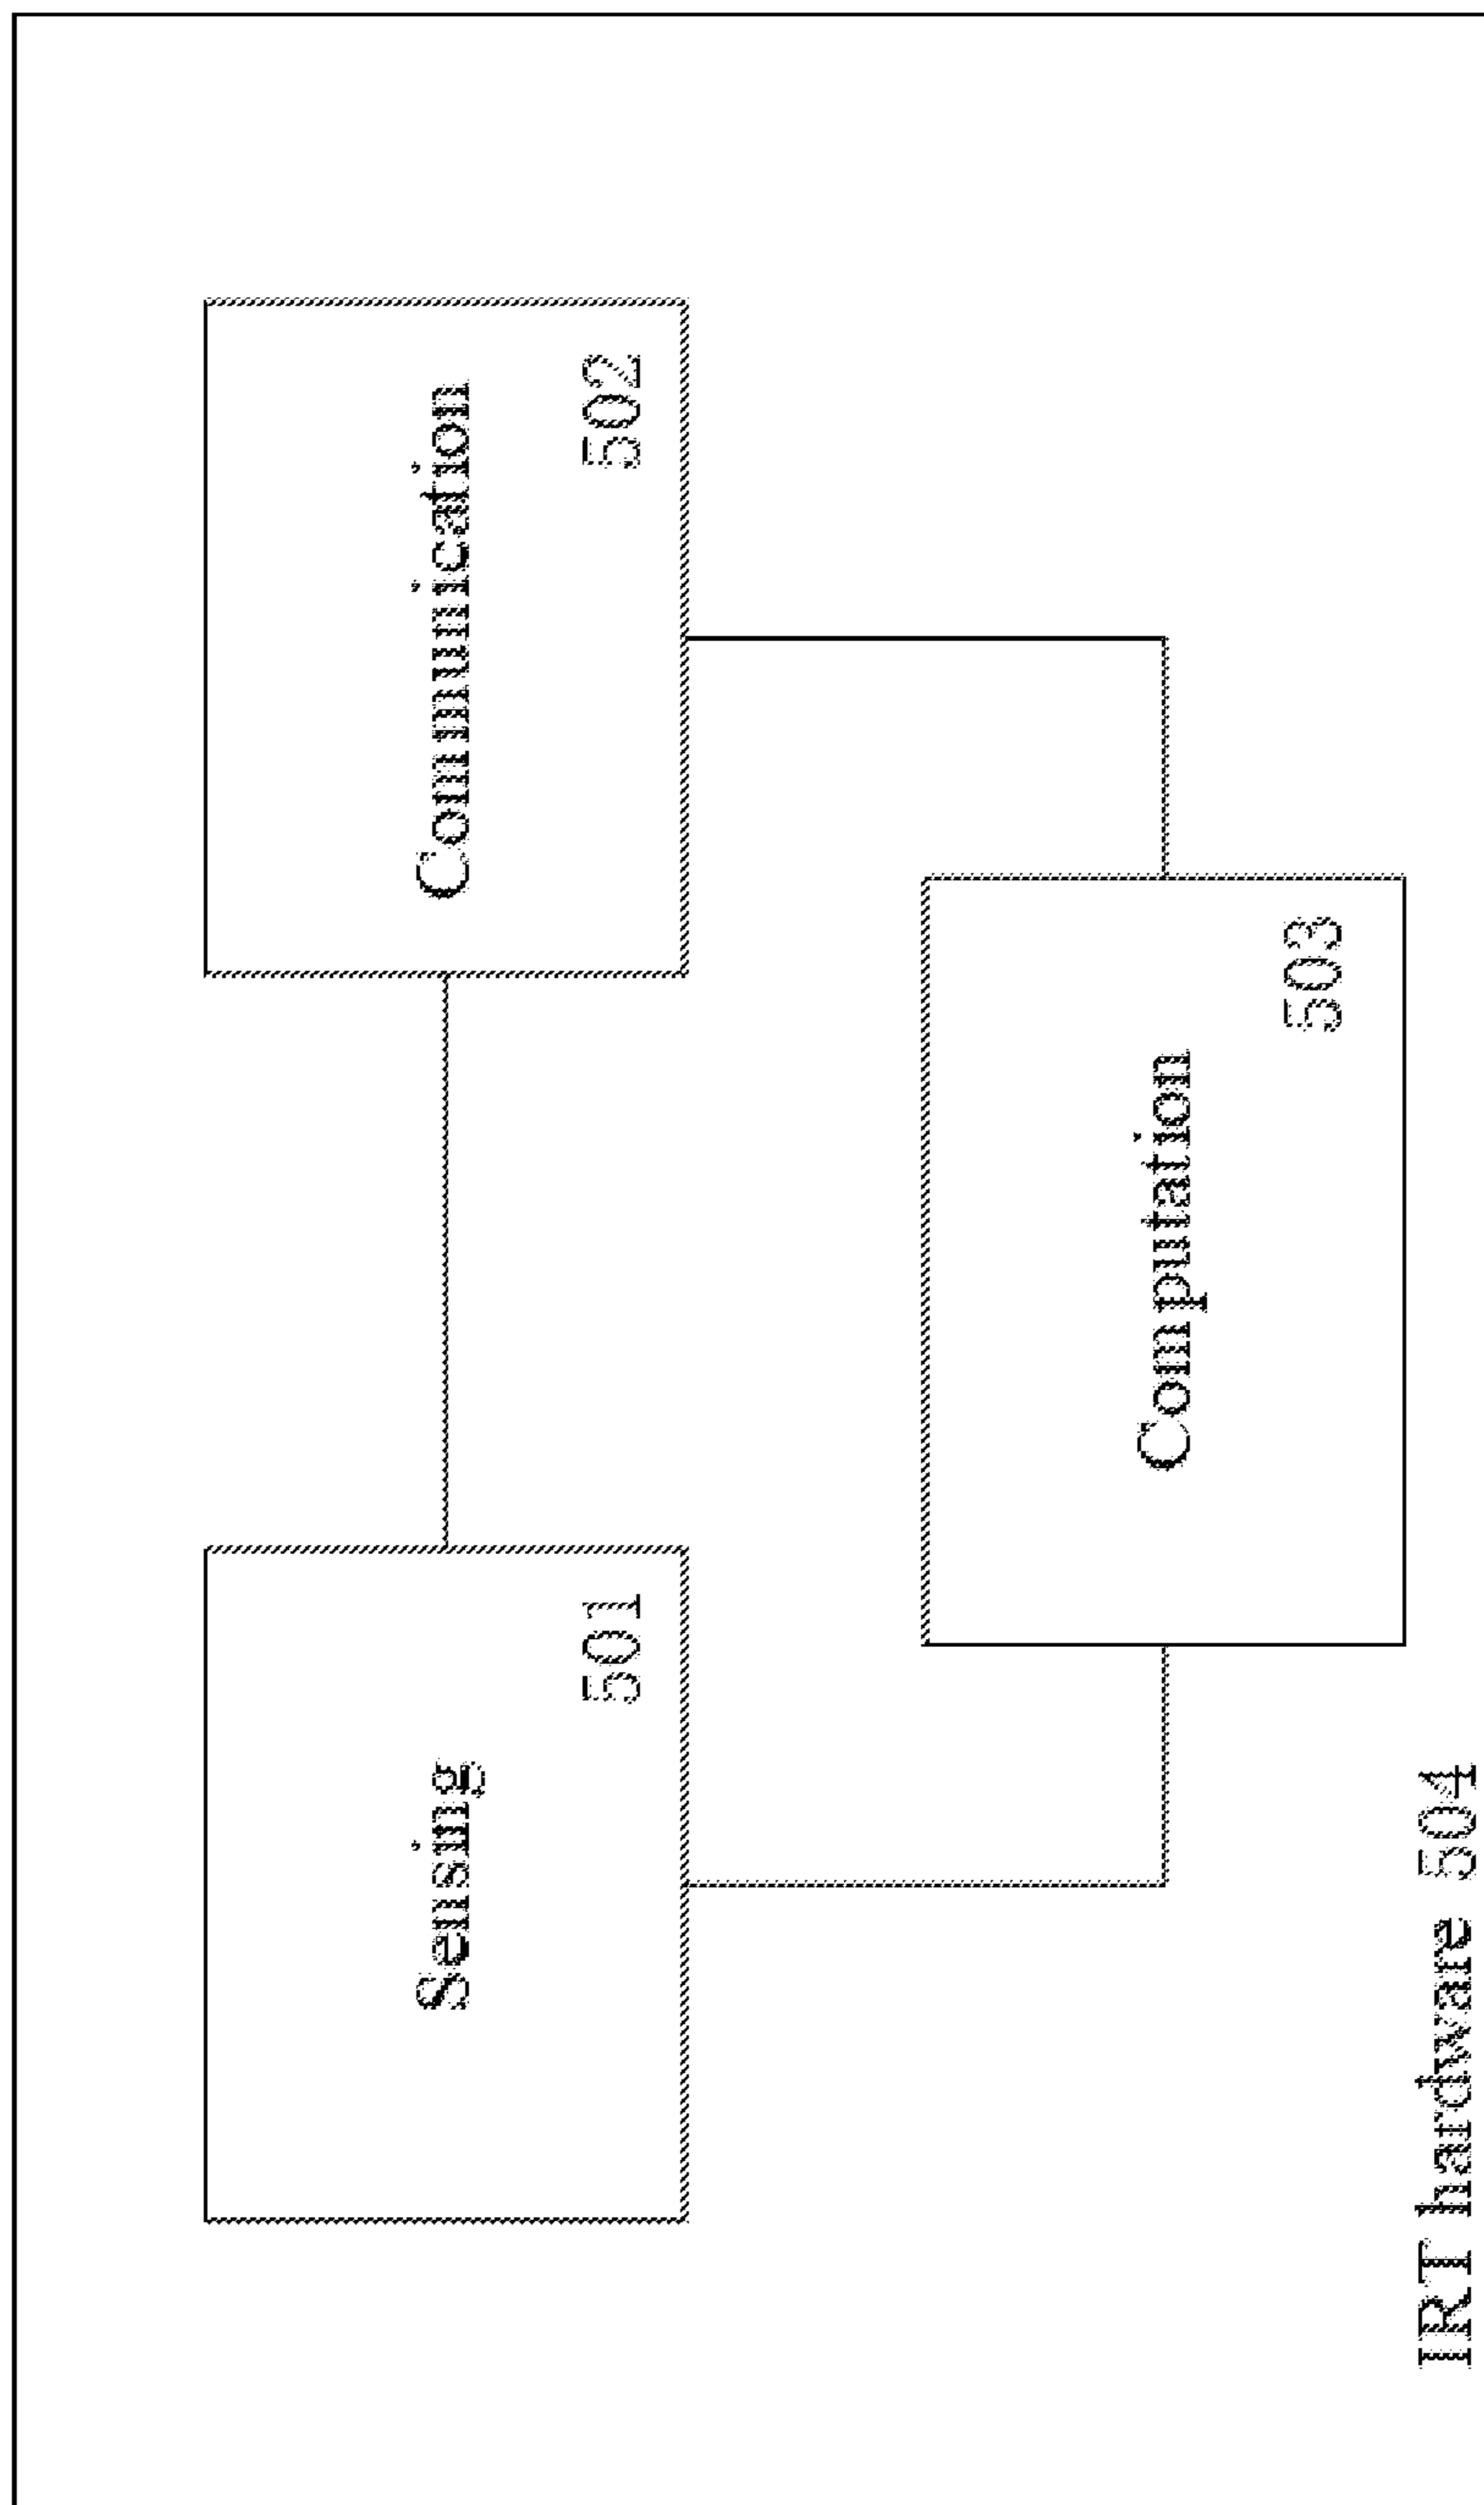 Sensing
501
Communication
502
Computation
503
IRT hardware 504